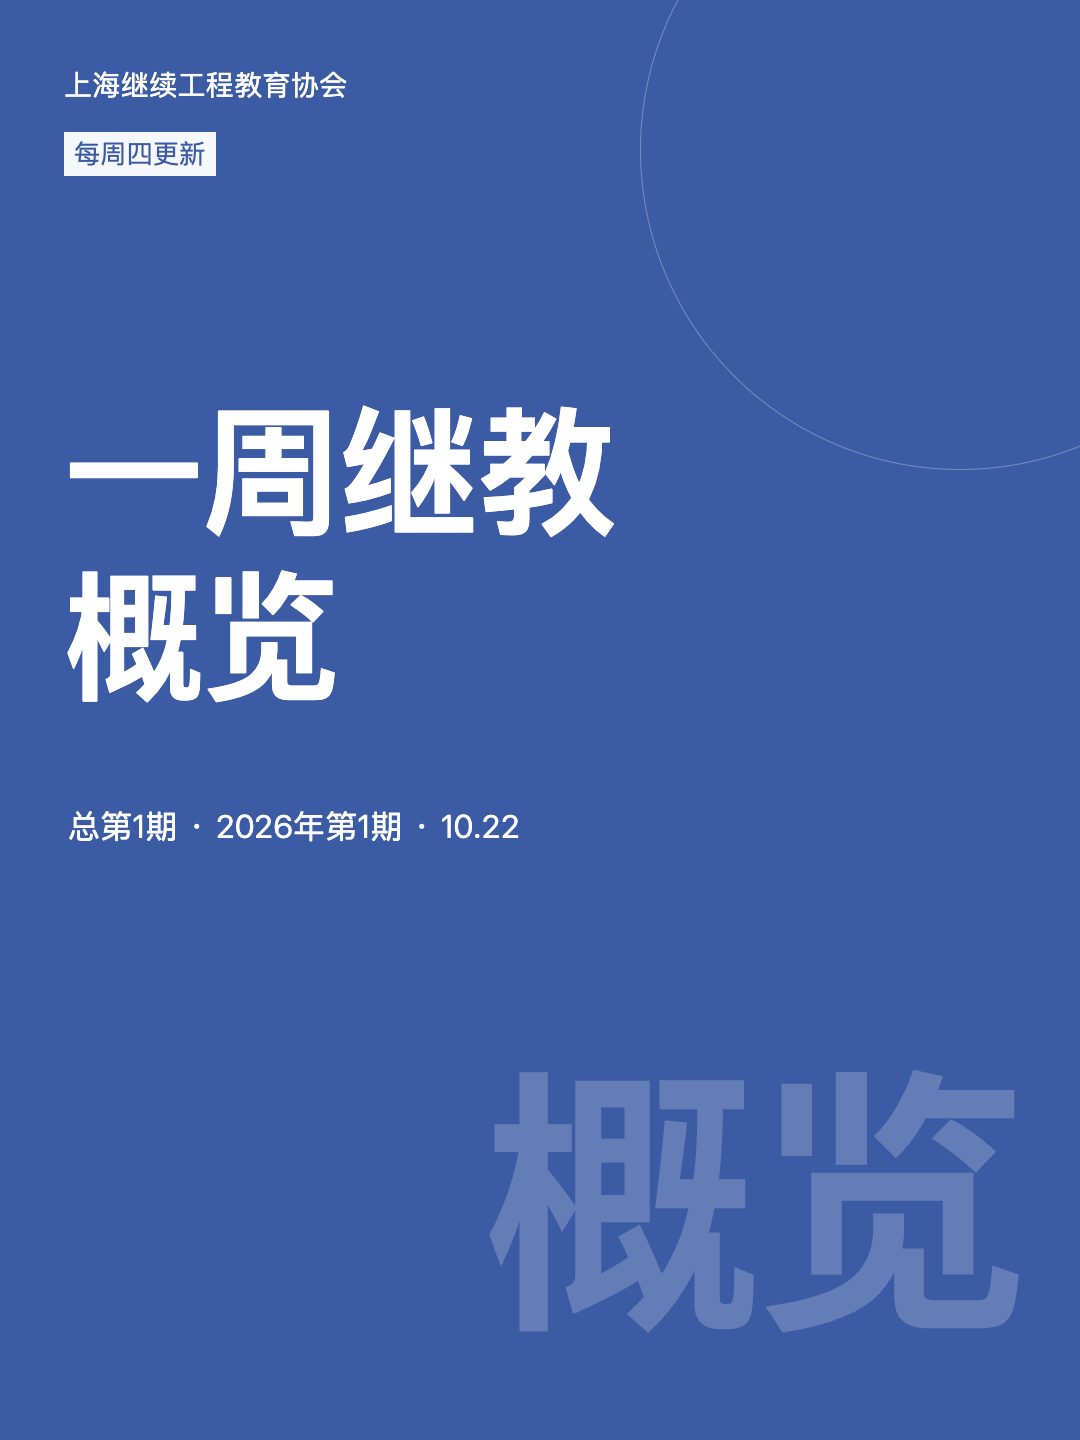 上海继续工程教育协会
每周四更新
一周继教
概览
总第1期 · 2026年第1期 · 10.22
概览